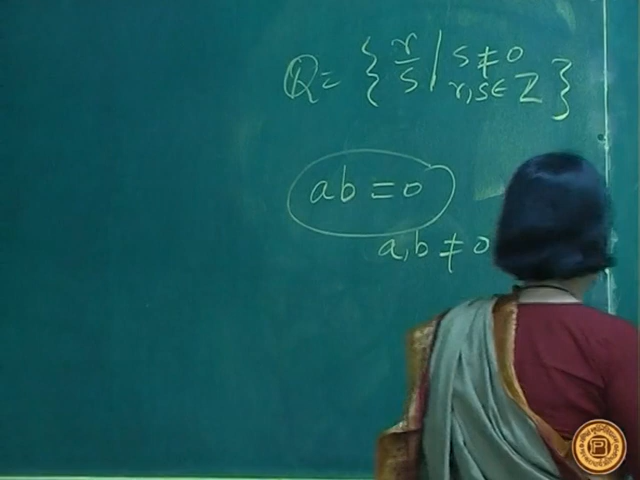 Q = { r/s | s ≠ 0
r, s ∈ Z }
ab = 0
a, b ≠ 0